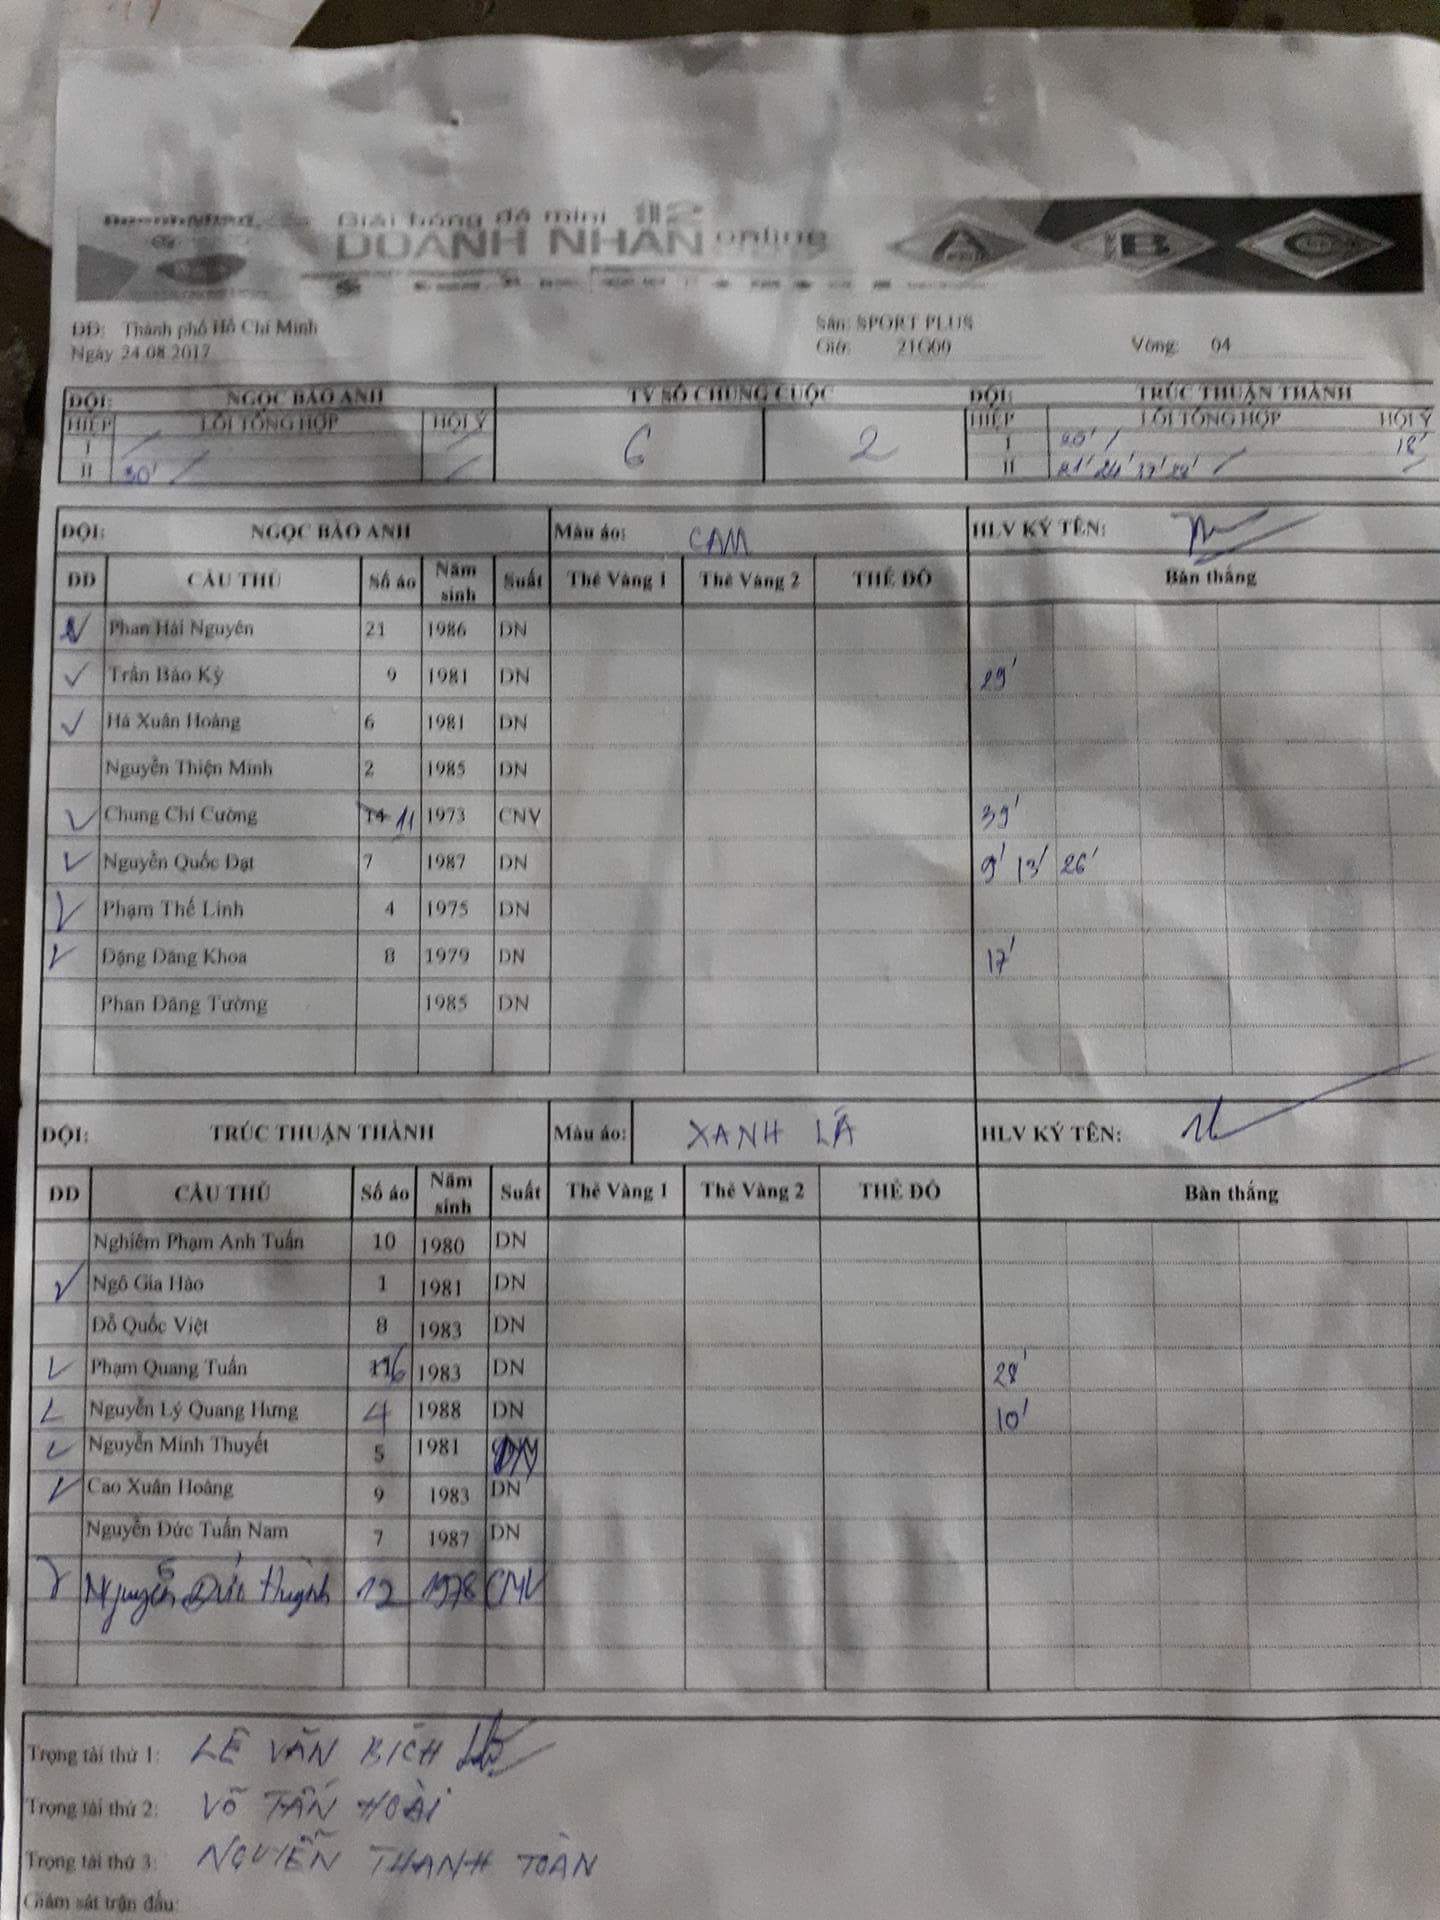 Giải bóng đá mini
DOANH NHÂN online
DD: Thành phố Hồ Chí Minh
Sân: SPORT PLUS
Ngày 24 08 2017
Giờ: 21G00 Vòng: 04
ĐỘI: NGỌC BẢO ANH TỶ SỐ CHUNG CUỘC ĐỘI: TRÚC THUẬN THÀNH
HIỆP LỖI TỔNG HỢP HỘI Ý 6 2 HIỆP LỖI TỔNG HỢP HỘI Ý
I I 20' 18'
II 30' II 21' 24' 37' 38'
ĐỘI: NGỌC BẢO ANH Màu áo: CAM HLV KÝ TÊN:
DD CẦU THỦ Số áo Năm sinh Suất Thẻ Vàng 1 Thẻ Vàng 2 THẺ ĐỎ Bàn thắng
Phan Hải Nguyên 21 1986 DN
Trần Bảo Kỳ 9 1981 DN 29'
Hà Xuân Hoàng 6 1981 DN
Nguyễn Thiện Minh 2 1985 DN
Chung Chí Cường 14 11 1973 CNV 39'
Nguyễn Quốc Đạt 7 1987 DN 9' 13' 26'
Phạm Thế Linh 4 1975 DN
Đặng Đăng Khoa 8 1979 DN 17'
Phan Đăng Tường 1985 DN
ĐỘI: TRÚC THUẬN THÀNH Màu áo: XANH LÁ HLV KÝ TÊN:
DD CẦU THỦ Số áo Năm sinh Suất Thẻ Vàng 1 Thẻ Vàng 2 THẺ ĐỎ Bàn thắng
Nghiêm Phạm Anh Tuấn 10 1980 DN
Ngô Gia Hào 1 1981 DN
Đỗ Quốc Việt 8 1983 DN
Phạm Quang Tuấn 1983 DN 28'
Nguyễn Lý Quang Hưng 4 1988 DN 10'
Nguyễn Minh Thuyết 5 1981
Cao Xuân Hoàng 9 1983 DN
Nguyễn Đức Tuấn Nam 7 1987 DN
Nguyễn Đức Huỳnh 12 1978 CNV
Trọng tài thứ 1: LÊ VĂN BÍCH
Trọng tài thứ 2: VÕ TẤN HOÀI
Trọng tài thứ 3: NGUYỄN THANH TOÀN
Giám sát trận đấu: